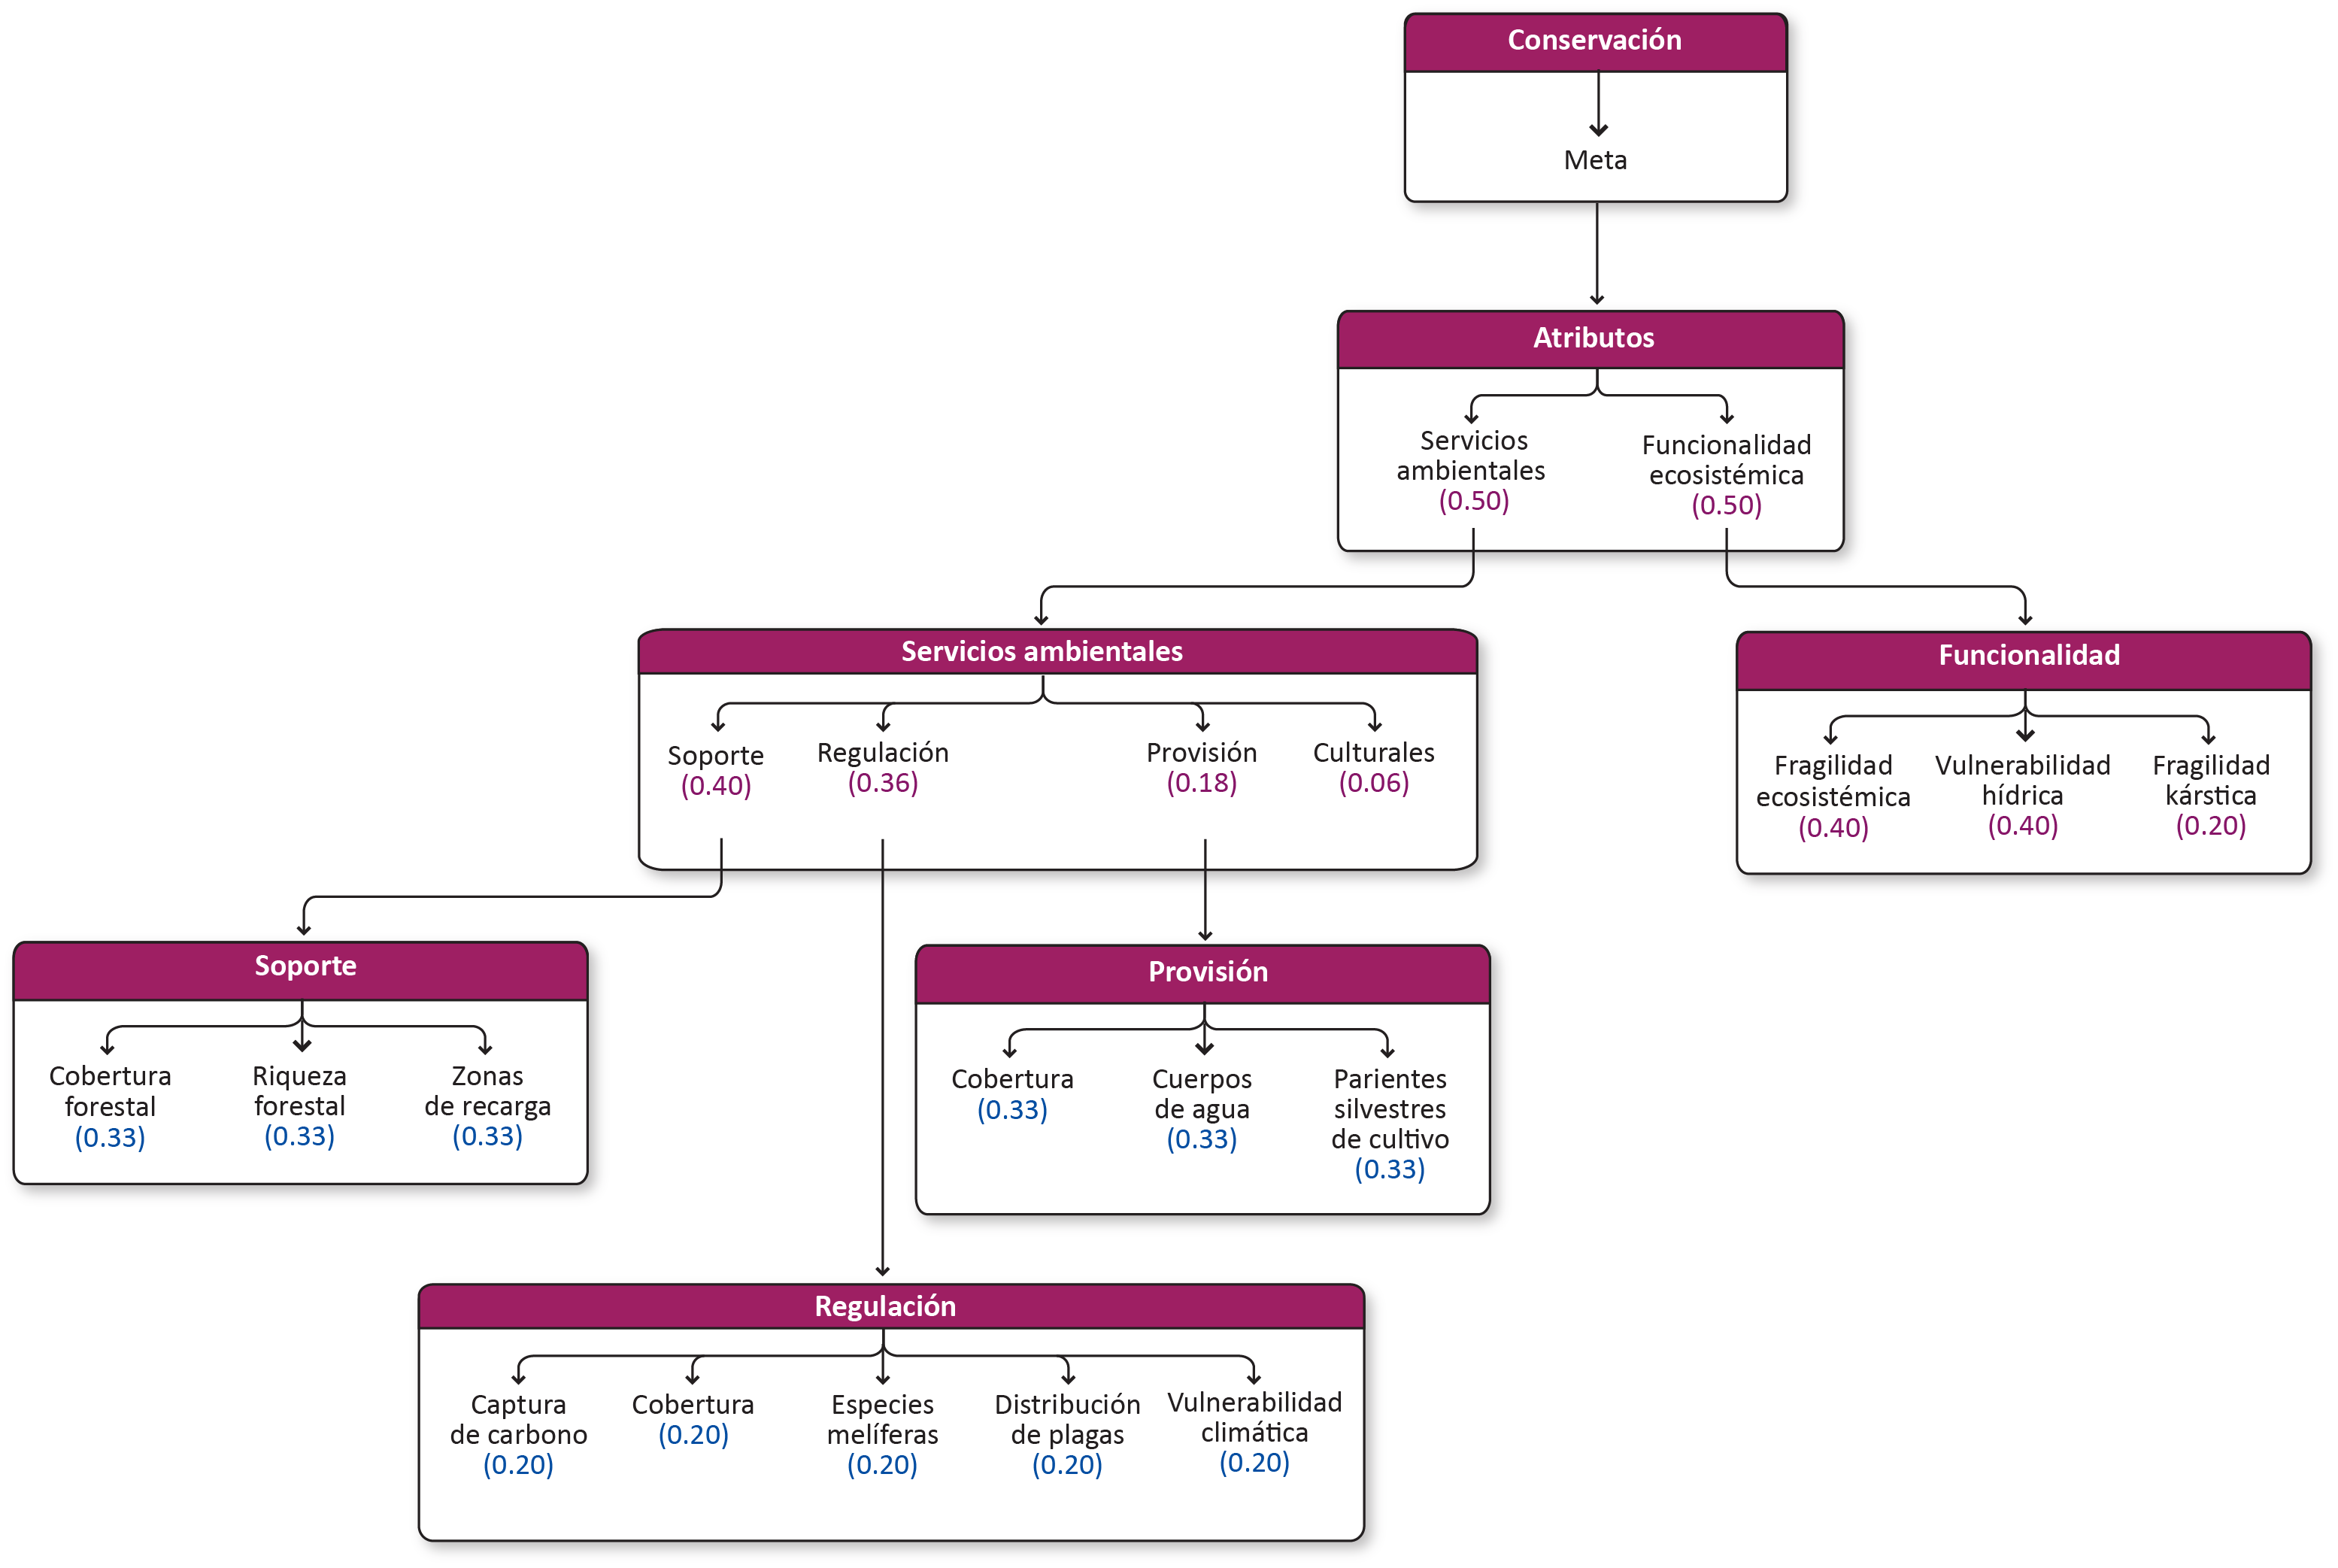 Conservación
Meta
Atributos
Servicios
ambientales
(0.50)
Funcionalidad
ecosistémica
(0.50)
Servicios ambientales
Soporte
(0.40)
Regulación
(0.36)
Provisión
(0.18)
Culturales
(0.06)
Funcionalidad
Fragilidad
ecosistémica
(0.40)
Vulnerabilidad
hídrica
(0.40)
Fragilidad
kárstica
(0.20)
Soporte
Cobertura
forestal
(0.33)
Riqueza
forestal
(0.33)
Zonas
de recarga
(0.33)
Provisión
Cobertura
(0.33)
Cuerpos
de agua
(0.33)
Parientes
silvestres
de cultivo
(0.33)
Regulación
Captura
de carbono
(0.20)
Cobertura
(0.20)
Especies
melíferas
(0.20)
Distribución
de plagas
(0.20)
Vulnerabilidad
climática
(0.20)